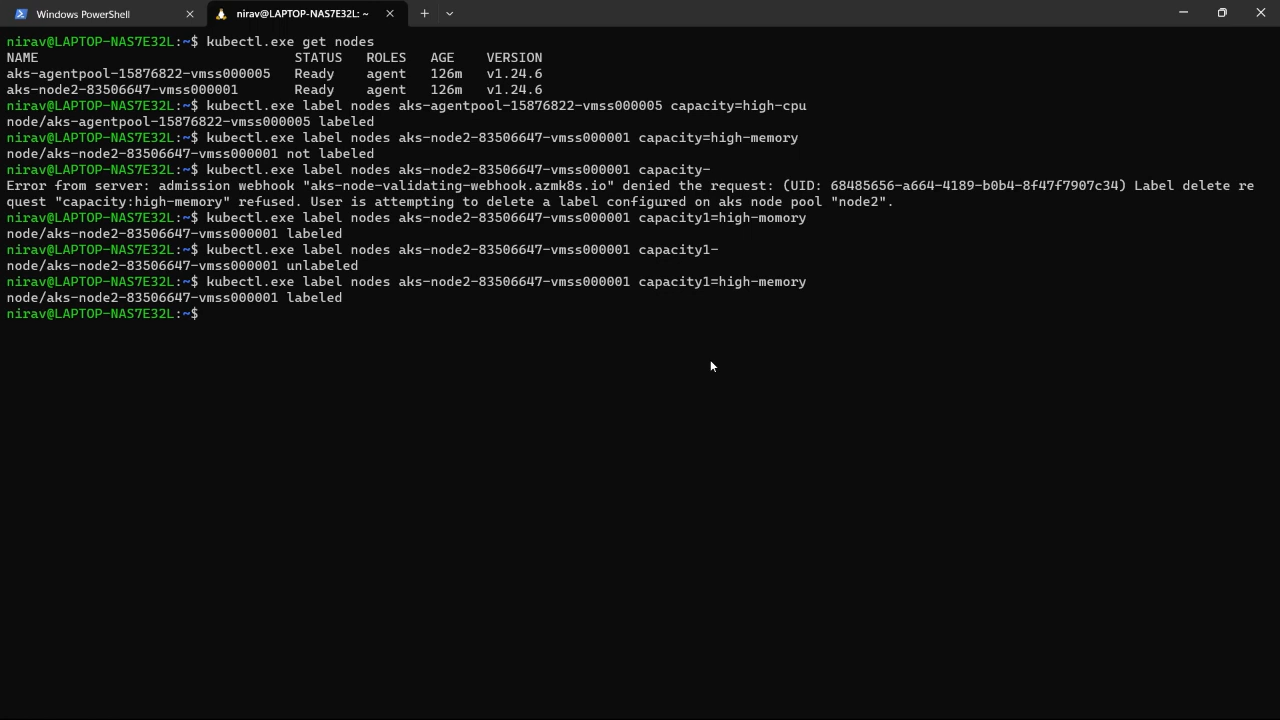 Windows PowerShell
nirav@LAPTOP-NAS7E32L: ~
nirav@LAPTOP-NAS7E32L:~$ kubectl.exe get nodes
NAME STATUS ROLES AGE VERSION
aks-agentpool-15876822-vmss000005 Ready agent 126m v1.24.6
aks-node2-83506647-vmss000001 Ready agent 126m v1.24.6
nirav@LAPTOP-NAS7E32L:~$ kubectl.exe label nodes aks-agentpool-15876822-vmss000005 capacity=high-cpu
node/aks-agentpool-15876822-vmss000005 labeled
nirav@LAPTOP-NAS7E32L:~$ kubectl.exe label nodes aks-node2-83506647-vmss000001 capacity=high-memory
node/aks-node2-83506647-vmss000001 not labeled
nirav@LAPTOP-NAS7E32L:~$ kubectl.exe label nodes aks-node2-83506647-vmss000001 capacity-
Error from server: admission webhook "aks-node-validating-webhook.azmk8s.io" denied the request: (UID: 68485656-a664-4189-b0b4-8f47f7907c34) Label delete re
quest "capacity:high-memory" refused. User is attempting to delete a label configured on aks node pool "node2".
nirav@LAPTOP-NAS7E32L:~$ kubectl.exe label nodes aks-node2-83506647-vmss000001 capacity1=high-momory
node/aks-node2-83506647-vmss000001 labeled
nirav@LAPTOP-NAS7E32L:~$ kubectl.exe label nodes aks-node2-83506647-vmss000001 capacity1-
node/aks-node2-83506647-vmss000001 unlabeled
nirav@LAPTOP-NAS7E32L:~$ kubectl.exe label nodes aks-node2-83506647-vmss000001 capacity1=high-memory
node/aks-node2-83506647-vmss000001 labeled
nirav@LAPTOP-NAS7E32L:~$